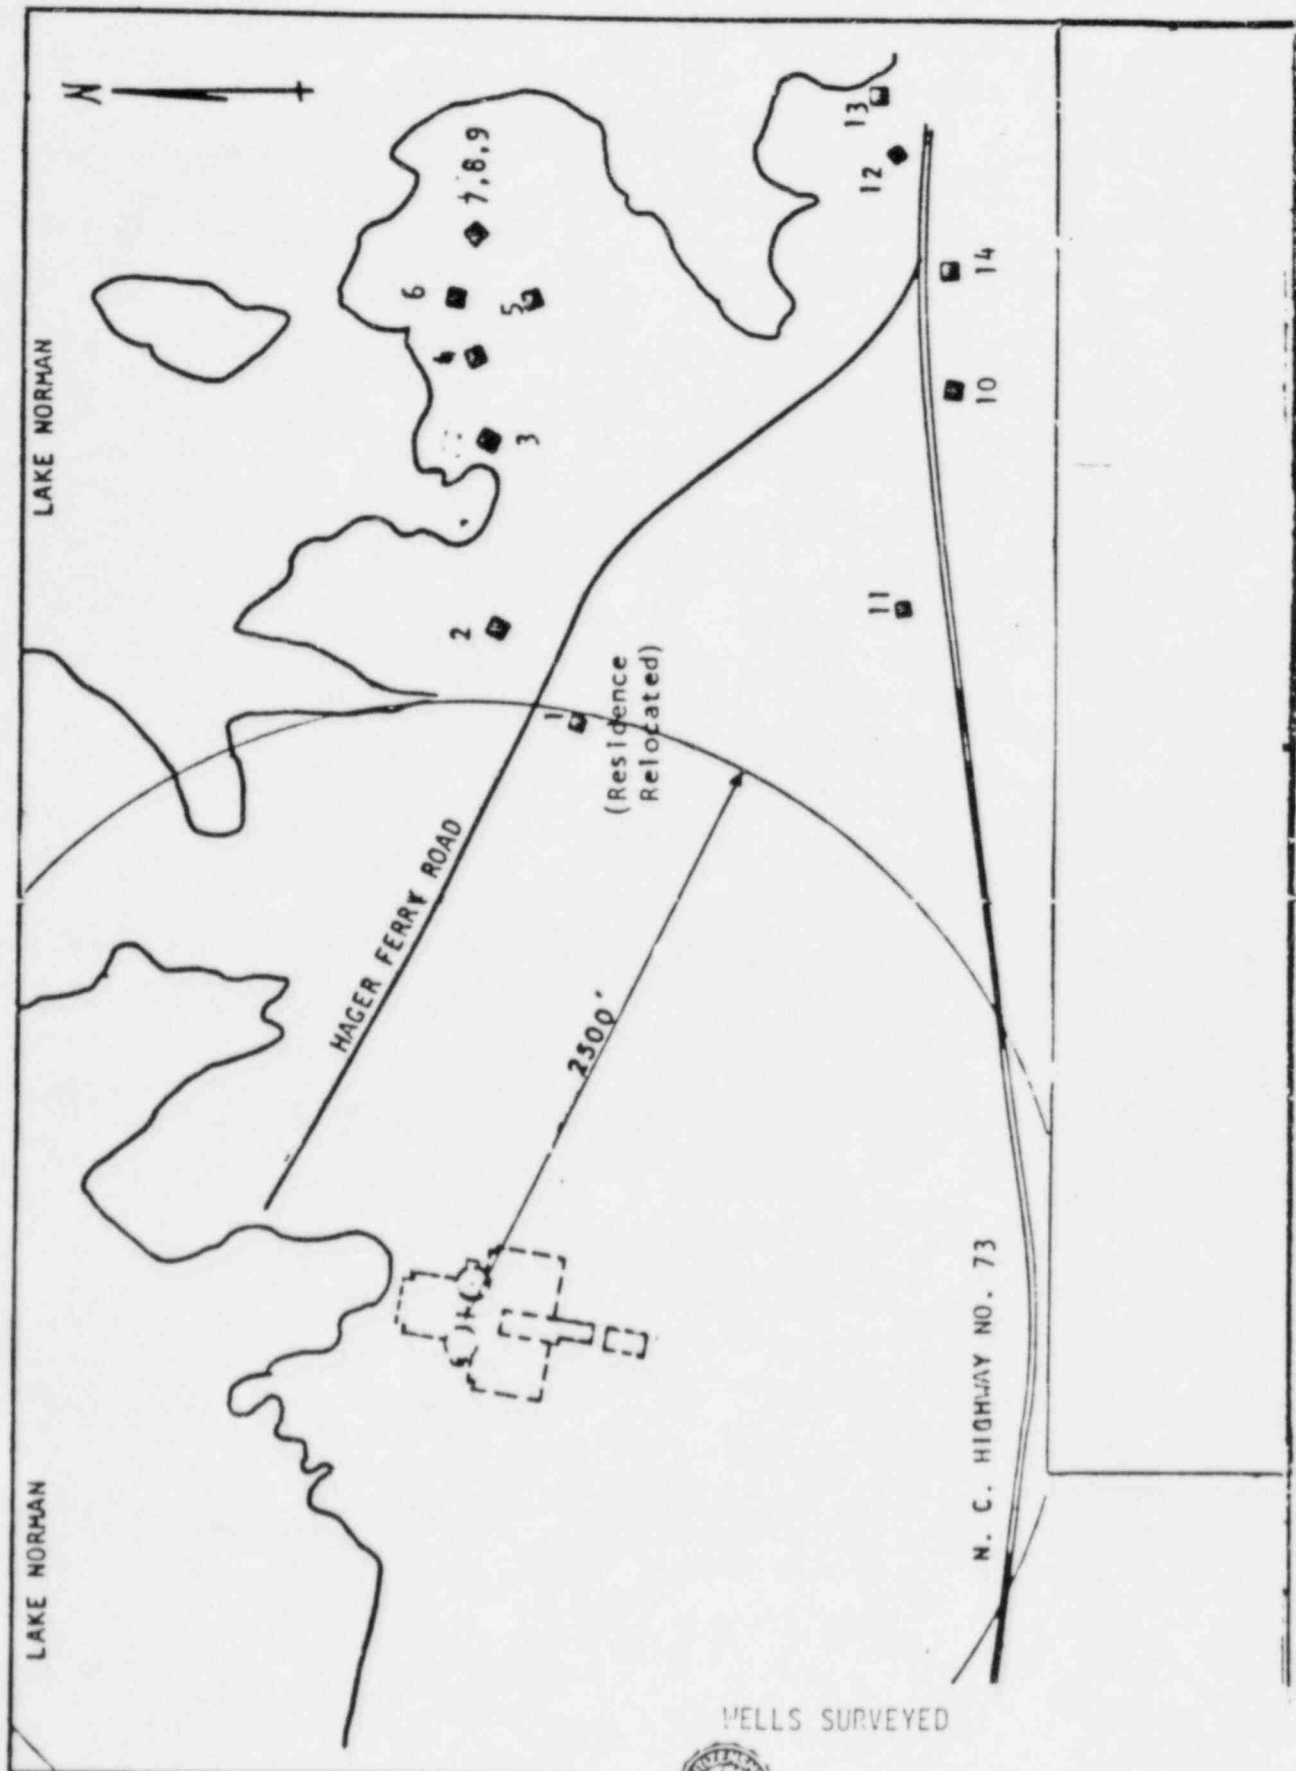 LAKE NORMAN
LAKE NORMAN
N
7,8,9
6
5
4
3
2
1
(Residence
Relocated)
HAGER FERRY ROAD
2500'
13
12
14
10
11
N. C. HIGHWAY NO. 73
WELLS SURVEYED